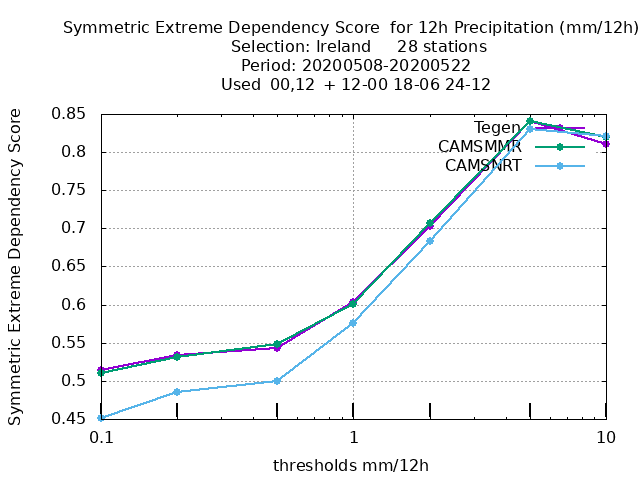 Symmetric Extreme Dependency Score  for 12h Precipitation (mm/12h)
Selection: Ireland     28 stations
Period: 20200508-20200522
Used  00,12  + 12-00 18-06 24-12
Symmetric Extreme Dependency Score
0.85
0.8
0.75
0.7
0.65
0.6
0.55
0.5
0.45
Tegen
CAMSMMR
CAMSNRT
0.1
1
10
thresholds mm/12h